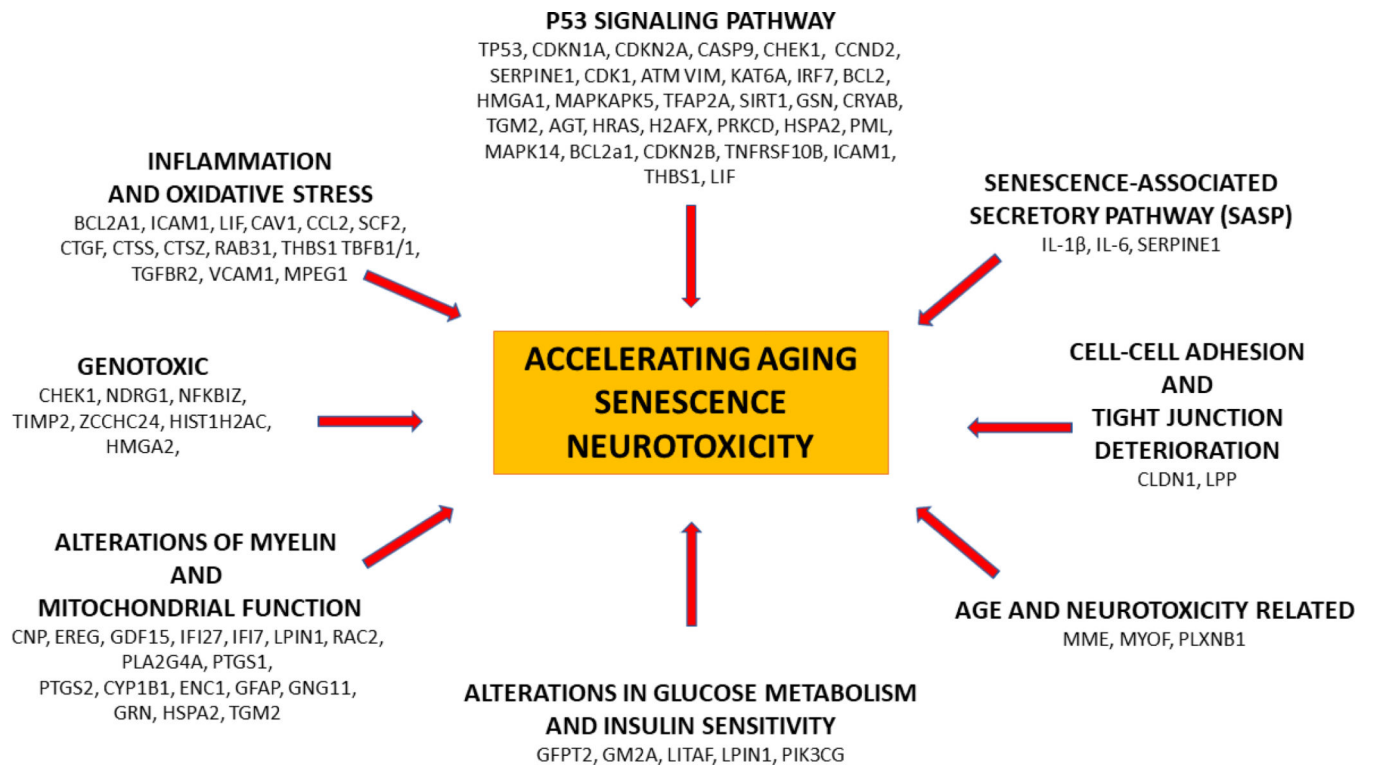 P53 SIGNALING PATHWAY
TP53, CDKN1A, CDKN2A, CASP9, CHEK1, CCND2,
SERPINE1, CDK1, ATM VIM, KAT6A, IRF7, BCL2,
HMGA1, MAPKAPK5, TFAP2A, SIRT1, GSN, CRYAB,
TGM2, AGT, HRAS, H2AFX, PRKCD, HSPA2, PML,
MAPK14, BCL2a1, CDKN2B, TNFRSF10B, ICAM1,
THBS1, LIF
INFLAMMATION
AND OXIDATIVE STRESS
BCL2A1, ICAM1, LIF, CAV1, CCL2, SCF2,
CTGF, CTSS, CTSZ, RAB31, THBS1 TBFB1/1,
TGFBR2, VCAM1, MPEG1
SENESCENCE-ASSOCIATED
SECRETORY PATHWAY (SASP)
IL-1β, IL-6, SERPINE1
GENOTOXIC
CHEK1, NDRG1, NFKBIZ,
TIMP2, ZCCHC24, HIST1H2AC,
HMGA2,
ACCELERATING AGING
SENESCENCE
NEUROTOXICITY
CELL-CELL ADHESION
AND
TIGHT JUNCTION
DETERIORATION
CLDN1, LPP
ALTERATIONS OF MYELIN
AND
MITOCHONDRIAL FUNCTION
CNP, EREG, GDF15, IFI27, IFI7, LPIN1, RAC2,
PLA2G4A, PTGS1,
PTGS2, CYP1B1, ENC1, GFAP, GNG11,
GRN, HSPA2, TGM2
ALTERATIONS IN GLUCOSE METABOLISM
AND INSULIN SENSITIVITY
GFPT2, GM2A, LITAF, LPIN1, PIK3CG
AGE AND NEUROTOXICITY RELATED
MME, MYOF, PLXNB1